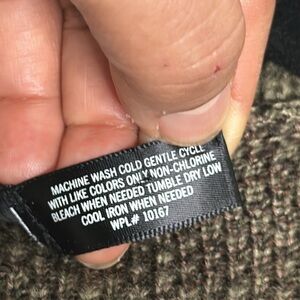 MACHINE WASH COLD GENTLE CYCLE
WITH LIKE COLORS ONLY NON-CHLORINE
BLEACH WHEN NEEDED TUMBLE DRY LOW
COOL IRON WHEN NEEDED
WPL# 10167